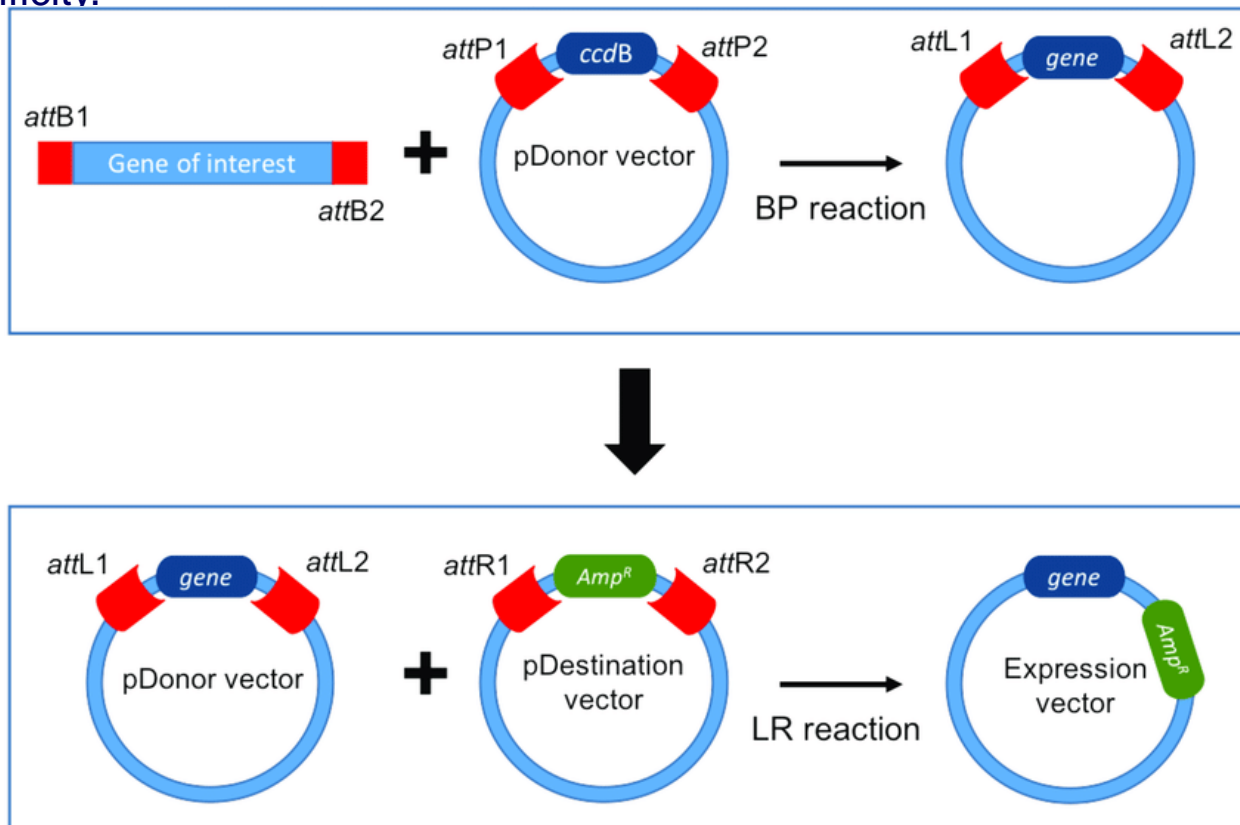 attP1
ccdB
attP2
attL1
gene
attL2
attB1
Gene of interest
attB2
pDonor vector
BP reaction
attL1
gene
attL2
attR1
Ampᴿ
attR2
gene
Ampᴿ
pDonor vector
pDestination
vector
LR reaction
Expression
vector